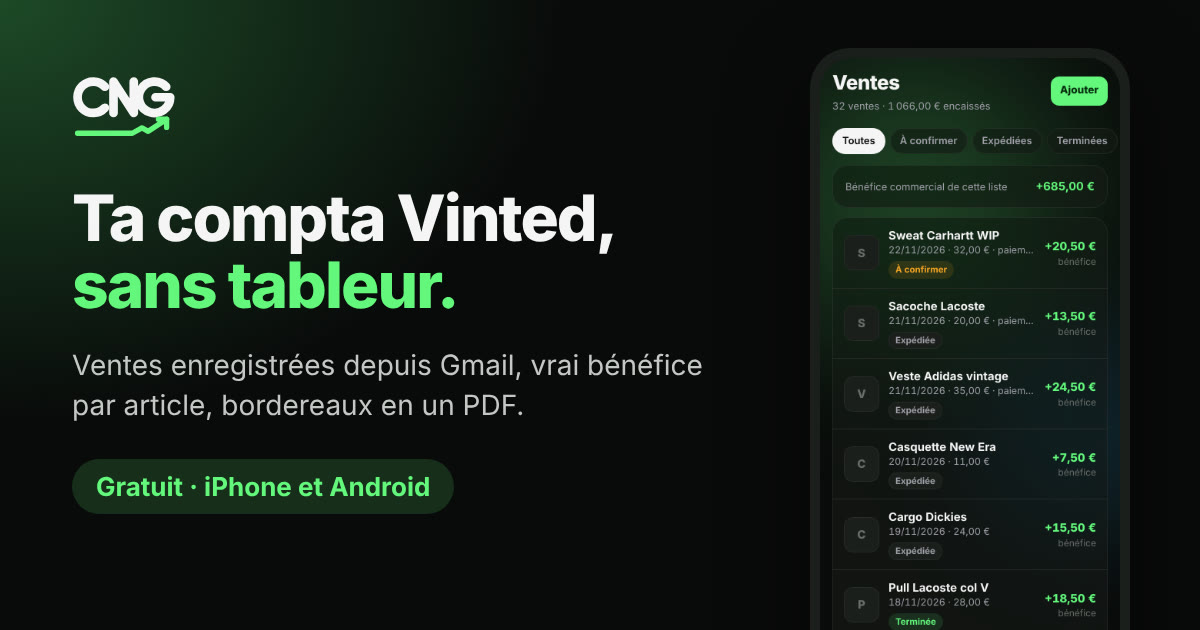 CNG
Ta compta Vinted,
sans tableur.
Ventes enregistrées depuis Gmail, vrai bénéfice
par article, bordereaux en un PDF.
Gratuit · iPhone et Android
Ventes
32 ventes · 1 066,00 € encaissés
Ajouter
Toutes
À confirmer
Expédiées
Terminées
Bénéfice commercial de cette liste
+685,00 €
S
Sweat Carhartt WIP
22/11/2026 · 32,00 € · paiem...
À confirmer
+20,50 €
bénéfice
S
Sacoche Lacoste
21/11/2026 · 20,00 € · paiem...
Expédiée
+13,50 €
bénéfice
V
Veste Adidas vintage
21/11/2026 · 35,00 € · paiem...
Expédiée
+24,50 €
bénéfice
C
Casquette New Era
20/11/2026 · 11,00 €
Expédiée
+7,50 €
bénéfice
C
Cargo Dickies
19/11/2026 · 24,00 €
Expédiée
+15,50 €
bénéfice
P
Pull Lacoste col V
18/11/2026 · 28,00 €
Terminée
+18,50 €
bénéfice